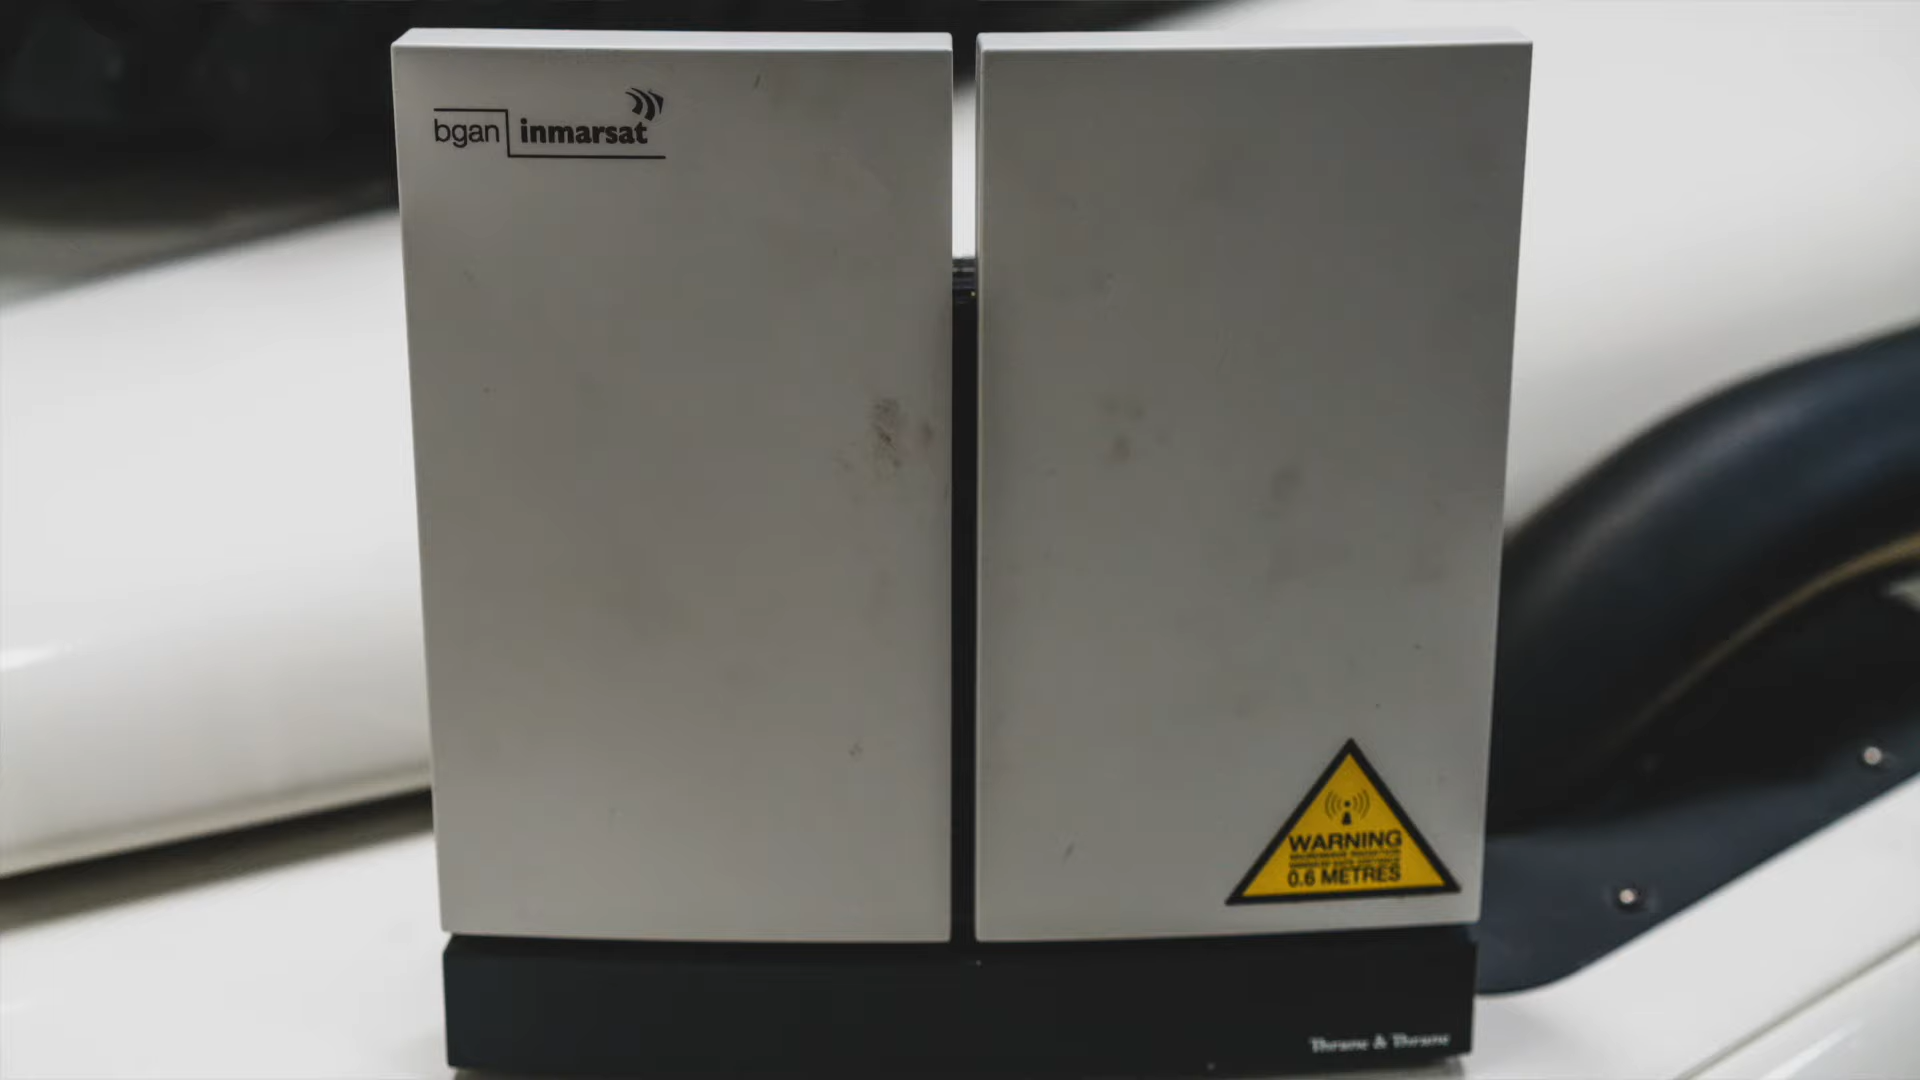 bgan inmarsat
WARNING
0.6 METRES
Thrane & Thrane